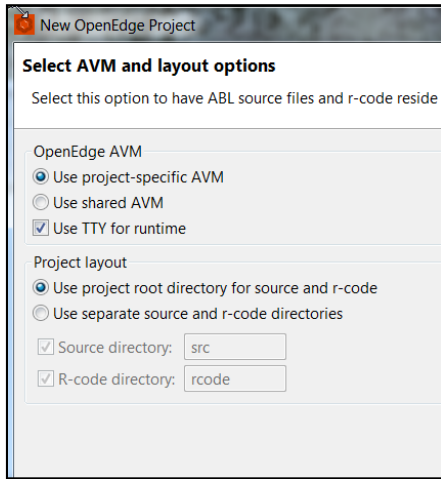 New OpenEdge Project
Select AVM and layout options
Select this option to have ABL source files and r-code reside
OpenEdge AVM
Use project-specific AVM
Use shared AVM
Use TTY for runtime
Project layout
Use project root directory for source and r-code
Use separate source and r-code directories
Source directory: src
R-code directory: rcode